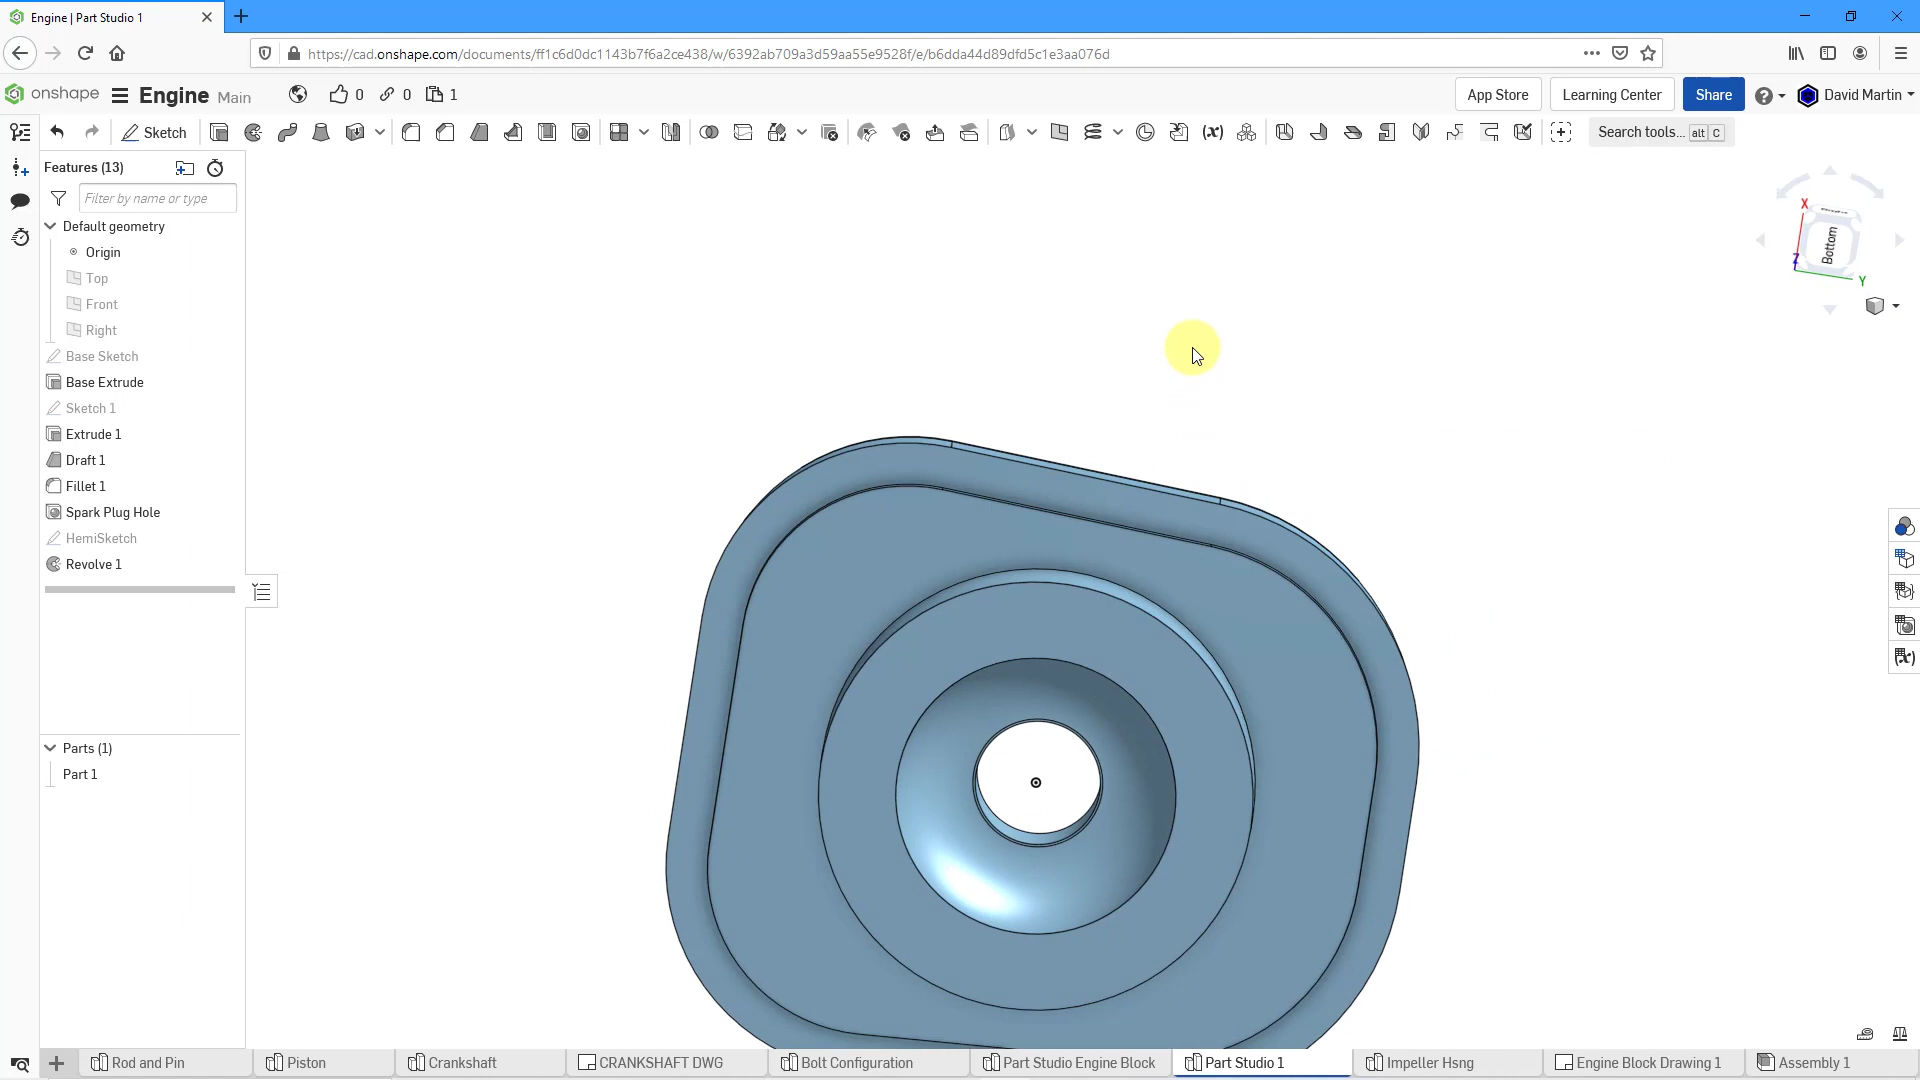 Engine | Part Studio 1
https://cad.onshape.com/documents/ff1c6d0dc1143b7f6a2ce438/w/6392ab709a3d59aa55e9528f/e/b6dda44d89dfd5c1e3aa076d
onshape Engine Main 0 0 1 App Store Learning Center Share David Martin
Sketch (x) Search tools... alt C
Features (13)
Filter by name or type
Default geometry
Origin
Top
Front
Right
Base Sketch
Base Extrude
Sketch 1
Extrude 1
Draft 1
Fillet 1
Spark Plug Hole
HemiSketch
Revolve 1
Parts (1)
Part 1
X
Bottom
Z
Y
(x)
Rod and Pin Piston Crankshaft CRANKSHAFT DWG Bolt Configuration Part Studio Engine Block Part Studio 1 Impeller Hsng Engine Block Drawing 1 Assembly 1